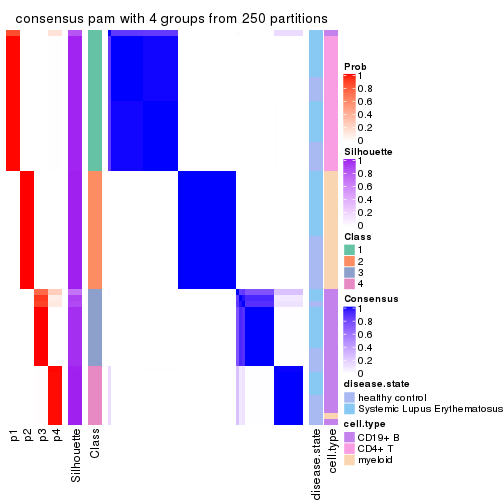 consensus pam with 4 groups from 250 partitions
Prob
1
0.8
0.6
0.4
0.2
0
Silhouette
1
0.8
0.6
0.4
0.2
0
Class
1
2
3
4
Consensus
1
0.8
0.6
0.4
0.2
0
disease.state
healthy control
Systemic Lupus Erythematosus
cell.type
CD19+ B
CD4+ T
myeloid
p1
p2
p3
p4
Silhouette
Class
disease.state
cell.type